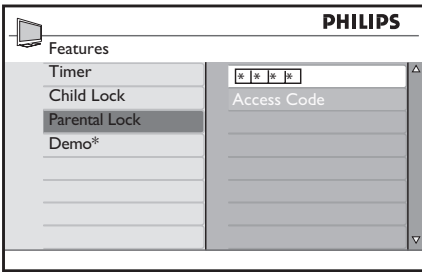 PHILIPS
Features
Timer
Child Lock
Parental Lock
Demo*
* * * *
Access Code